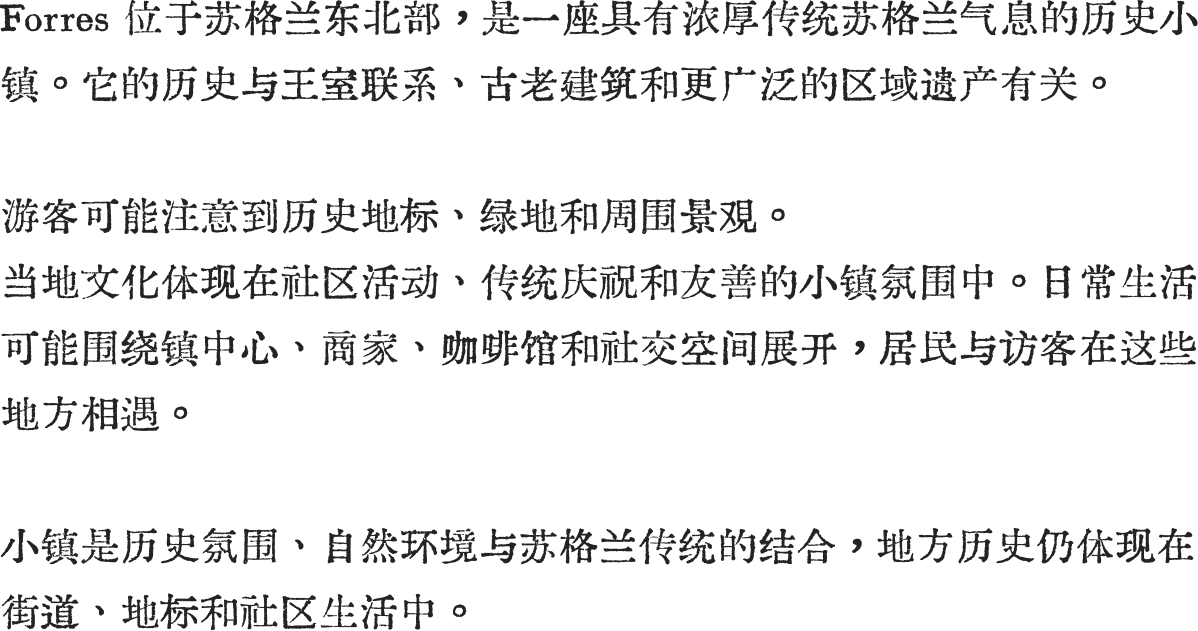 Forres 位于苏格兰东北部，是一座具有浓厚传统苏格兰气息的历史小
镇。它的历史与王室联系、古老建筑和更广泛的区域遗产有关。
游客可能注意到历史地标、绿地和周围景观。
当地文化体现在社区活动、传统庆祝和友善的小镇氛围中。日常生活
可能围绕镇中心、商家、咖啡馆和社交空间展开，居民与访客在这些
地方相遇。
小镇是历史氛围、自然环境与苏格兰传统的结合，地方历史仍体现在
街道、地标和社区生活中。